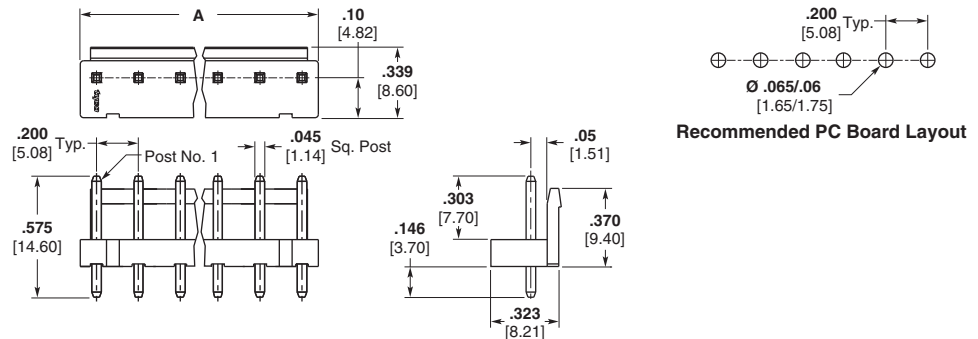 A
.10
[4.82]
.339
[8.60]
tyco
.200
[5.08] Typ.
Post No. 1
.045
[1.14] Sq. Post
.575
[14.60]
.05
[1.51]
.303
[7.70]
.146
[3.70]
.370
[9.40]
.323
[8.21]
.200
[5.08] Typ.
Ø .065/.06
[1.65/1.75]
Recommended PC Board Layout